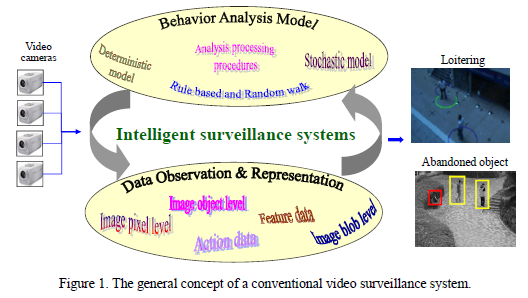 Video
cameras
Behavior Analysis Model
Deterministic
model
Analysis processing
procedures
Stochastic model
Rule based and Random walk
Intelligent surveillance systems
Data Observation & Representation
Image pixel level
Image object level
Action data
Feature data
Image blob level
Loitering
Abandoned object
Figure 1. The general concept of a conventional video surveillance system.